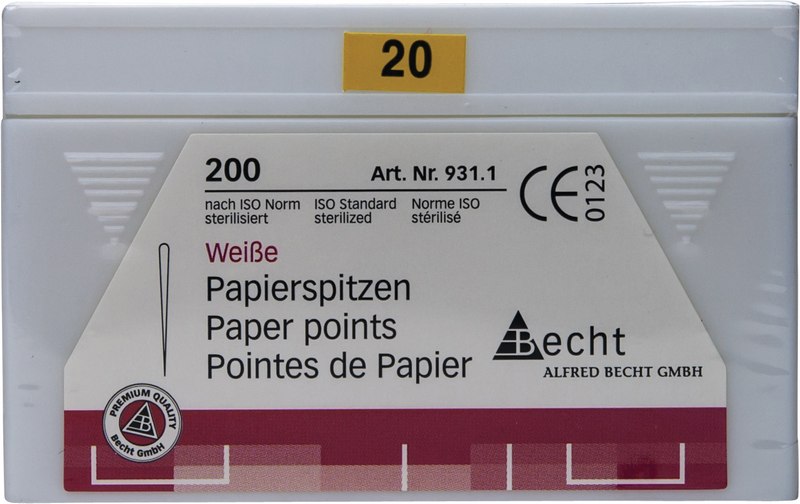 20
200 Art. Nr. 931.1
nach ISO Norm ISO Standard Norme ISO
sterilisiert sterilized stérilisé
CE 0123
Weiße
Papierspitzen
Paper points
Pointes de Papier
Becht
ALFRED BECHT GMBH
PREMIUM QUALITY
B
Becht GmbH